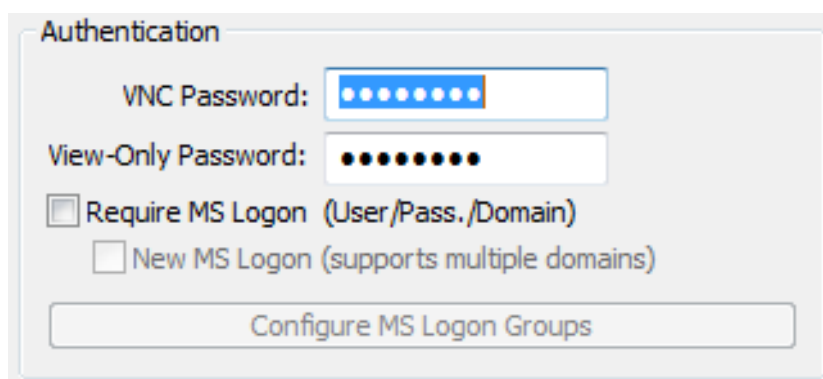 Authentication
VNC Password: ●●●●●●●●
View-Only Password: ●●●●●●●●
Require MS Logon (User/Pass./Domain)
New MS Logon (supports multiple domains)
Configure MS Logon Groups